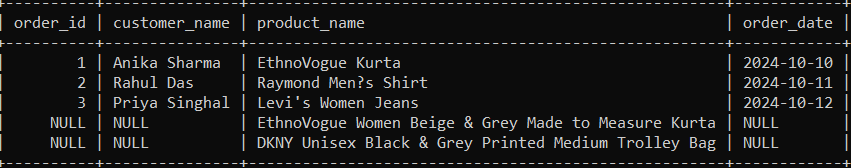 | order_id | customer_name | product_name | order_date |
| 1 | Anika Sharma | EthnoVogue Kurta | 2024-10-10 |
| 2 | Rahul Das | Raymond Men?s Shirt | 2024-10-11 |
| 3 | Priya Singhal | Levi's Women Jeans | 2024-10-12 |
| NULL | NULL | EthnoVogue Women Beige & Grey Made to Measure Kurta | NULL |
| NULL | NULL | DKNY Unisex Black & Grey Printed Medium Trolley Bag | NULL |